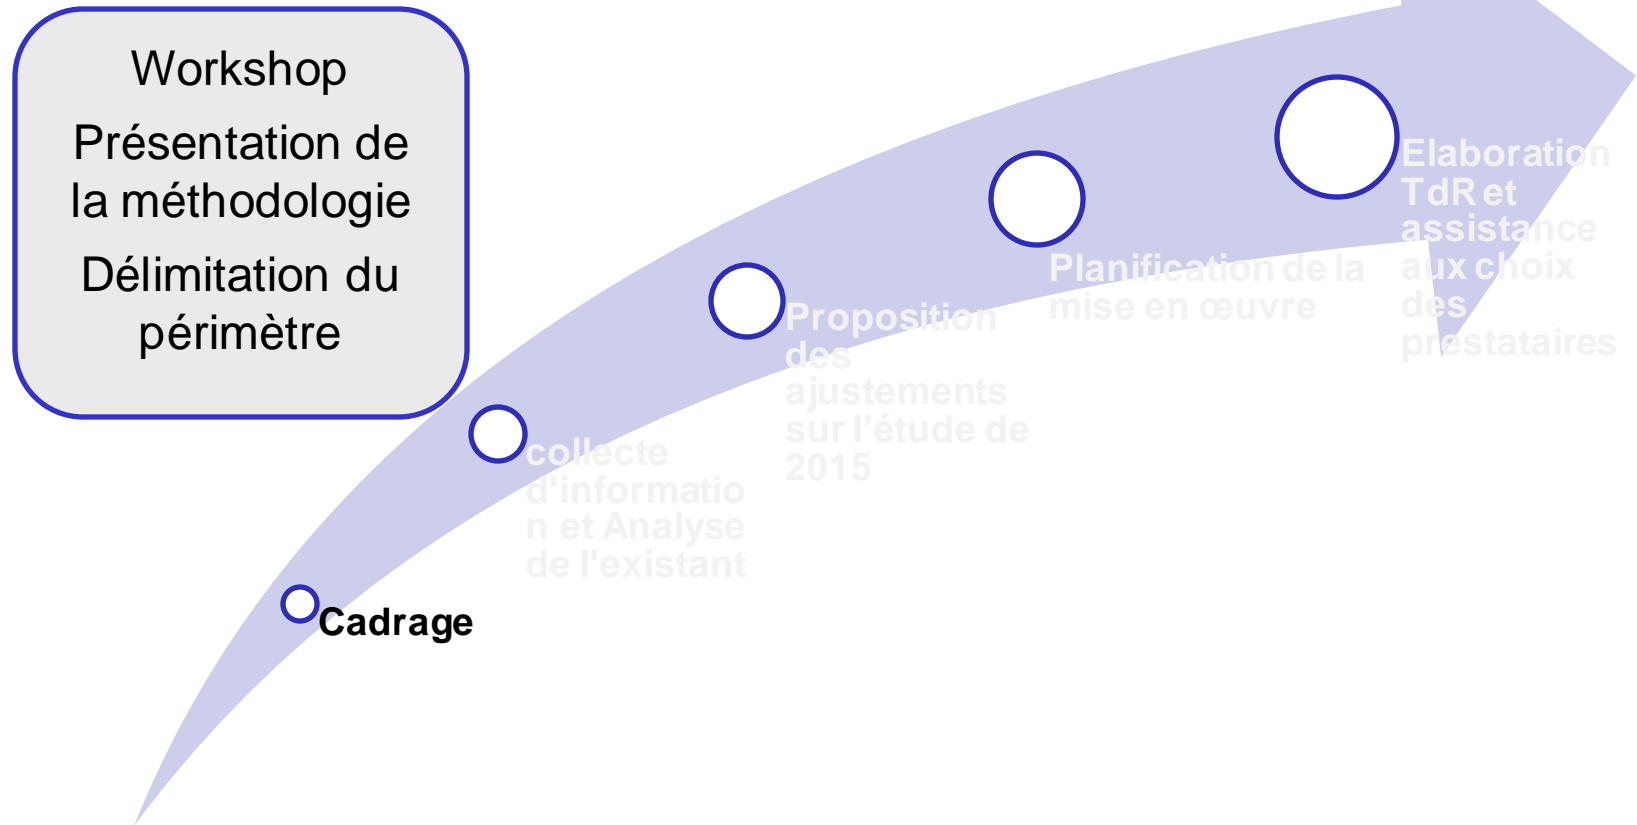 Workshop
Présentation de
la méthodologie
Délimitation du
périmètre
Cadrage
collecte
d'informatio
n et Analyse
de l'existant
Proposition
des
ajustements
sur l’étude de
2015
Planification de la
mise en œuvre
Elaboration
TdR et
assistance
aux choix
des
prestataires